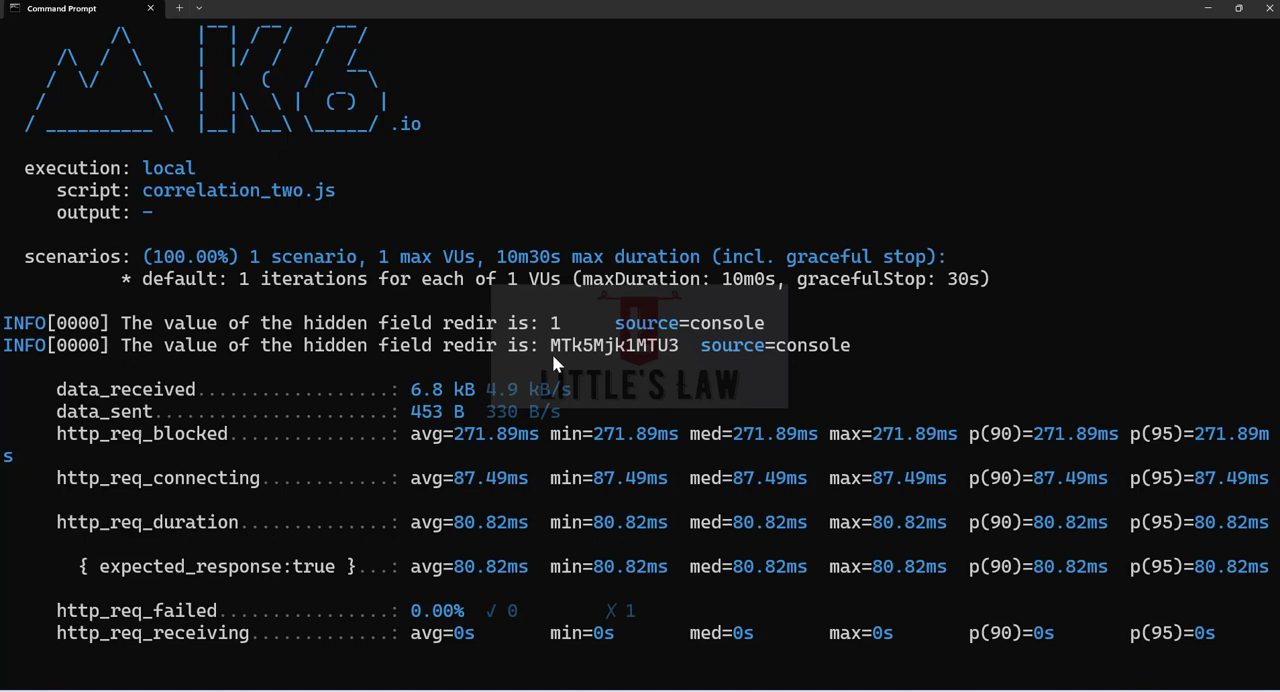 Command Prompt
.io
execution: local
script: correlation_two.js
output: -
scenarios: (100.00%) 1 scenario, 1 max VUs, 10m30s max duration (incl. graceful stop):
* default: 1 iterations for each of 1 VUs (maxDuration: 10m0s, gracefulStop: 30s)
INFO[0000] The value of the hidden field redir is: 1 source=console
INFO[0000] The value of the hidden field redir is: MTk5Mjk1MTU3 source=console
LITTLE'S LAW
data_received..................: 6.8 kB 4.9 kB/s
data_sent......................: 453 B 330 B/s
http_req_blocked...............: avg=271.89ms min=271.89ms med=271.89ms max=271.89ms p(90)=271.89ms p(95)=271.89m
s
http_req_connecting............: avg=87.49ms min=87.49ms med=87.49ms max=87.49ms p(90)=87.49ms p(95)=87.49ms
http_req_duration..............: avg=80.82ms min=80.82ms med=80.82ms max=80.82ms p(90)=80.82ms p(95)=80.82ms
{ expected_response:true }...: avg=80.82ms min=80.82ms med=80.82ms max=80.82ms p(90)=80.82ms p(95)=80.82ms
http_req_failed................: 0.00% ✓ 0 ✗ 1
http_req_receiving.............: avg=0s min=0s med=0s max=0s p(90)=0s p(95)=0s